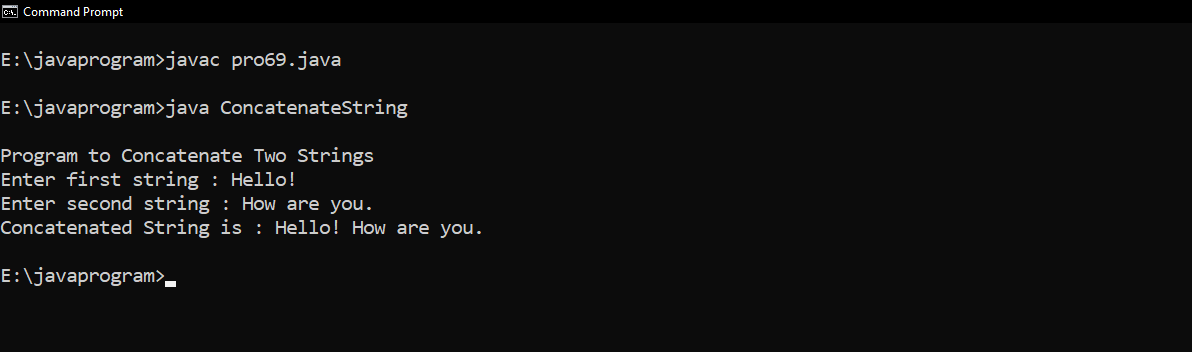 Command Prompt
E:\javaprogram>javac pro69.java
E:\javaprogram>java ConcatenateString
Program to Concatenate Two Strings
Enter first string : Hello!
Enter second string : How are you.
Concatenated String is : Hello! How are you.
E:\javaprogram>